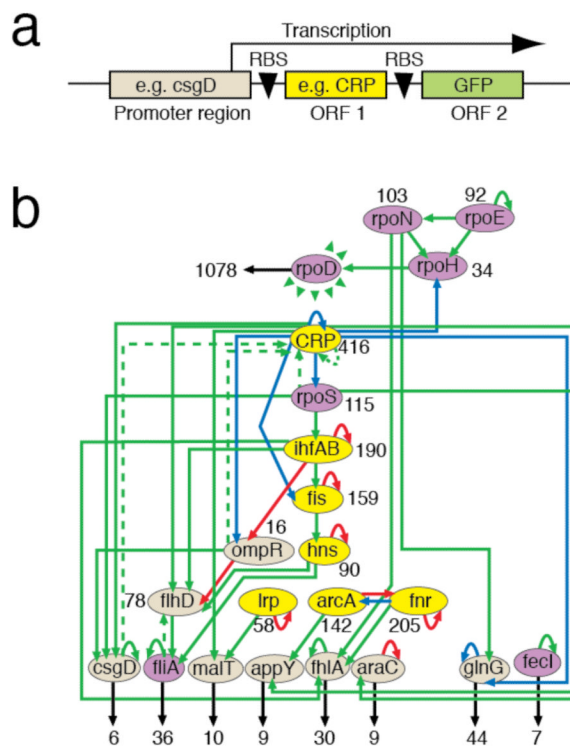 a
Transcription
RBS RBS
e.g. csgD e.g. CRP GFP
Promoter region ORF 1 ORF 2
b
103 92
rpoN rpoE
1078 rpoD rpoH 34
CRP
416
rpoS
115
ihfAB 190
fis 159
16
ompR hns
90
78 flhD lrp arcA fnr
58 142 205
csgD fliA malT appY fhlA araC glnG fecI
6 36 10 9 30 9 44 7